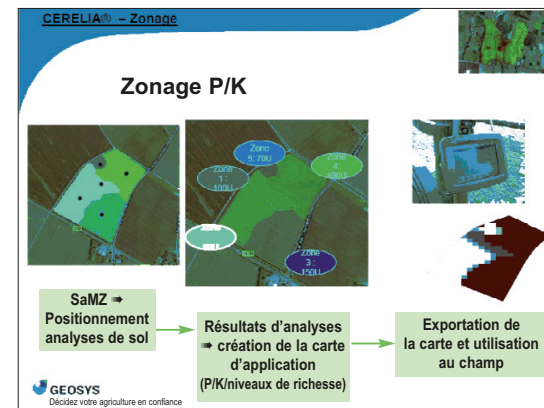 CERELIA® – Zonage
Zonage P/K
Zone
5: 70U
Zone
1 :
100U
Zone
4:
100U
Zone
Zone
3 :
150U
SaMZ ➠
Positionnement
analyses de sol
Résultats d'analyses
➠ création de la carte
d'application
(P/K/niveaux de richesse)
Exportation de
la carte et utilisation
au champ
GEOSYS
Décidez votre agriculture en confiance